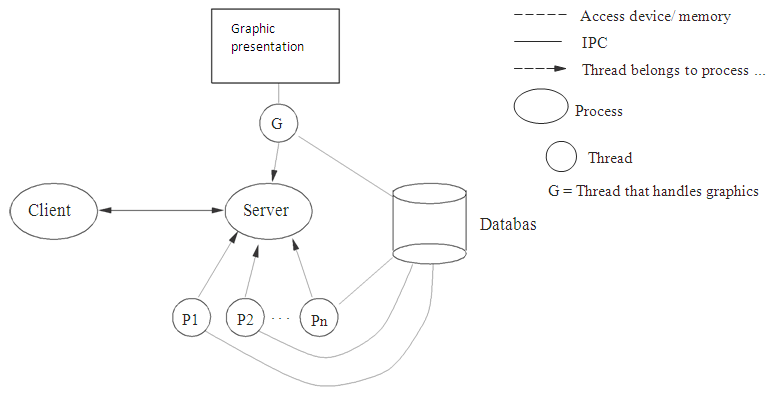 Graphic
presentation
G
Client
Server
Databas
P1
P2
. . .
Pn
Access device/ memory
IPC
Thread belongs to process ...
Process
Thread
G = Thread that handles graphics